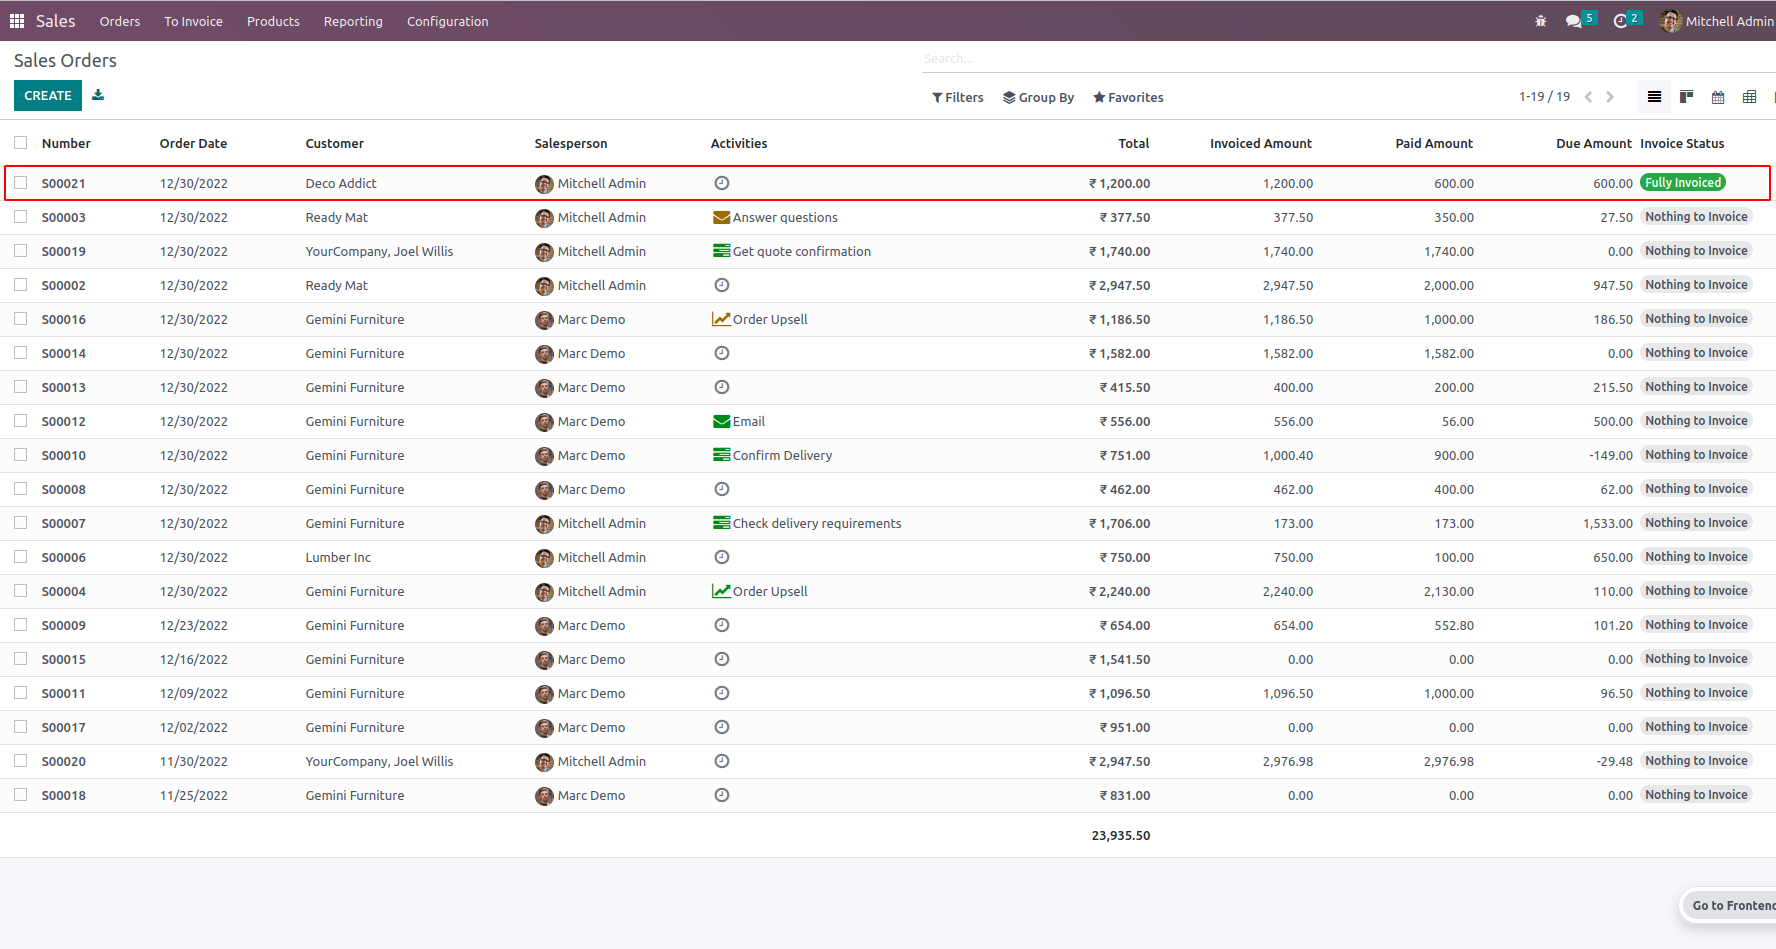 Sales Orders To Invoice Products Reporting Configuration 5 2 Mitchell Admin
Sales Orders Search...
CREATE Filters Group By Favorites 1-19 / 19
Number Order Date Customer Salesperson Activities Total Invoiced Amount Paid Amount Due Amount Invoice Status
S00021 12/30/2022 Deco Addict Mitchell Admin ₹ 1,200.00 1,200.00 600.00 600.00 Fully Invoiced
S00003 12/30/2022 Ready Mat Mitchell Admin Answer questions ₹ 377.50 377.50 350.00 27.50 Nothing to Invoice
S00019 12/30/2022 YourCompany, Joel Willis Mitchell Admin Get quote confirmation ₹ 1,740.00 1,740.00 1,740.00 0.00 Nothing to Invoice
S00002 12/30/2022 Ready Mat Mitchell Admin ₹ 2,947.50 2,947.50 2,000.00 947.50 Nothing to Invoice
S00016 12/30/2022 Gemini Furniture Marc Demo Order Upsell ₹ 1,186.50 1,186.50 1,000.00 186.50 Nothing to Invoice
S00014 12/30/2022 Gemini Furniture Marc Demo ₹ 1,582.00 1,582.00 1,582.00 0.00 Nothing to Invoice
S00013 12/30/2022 Gemini Furniture Marc Demo ₹ 415.50 400.00 200.00 215.50 Nothing to Invoice
S00012 12/30/2022 Gemini Furniture Marc Demo Email ₹ 556.00 556.00 56.00 500.00 Nothing to Invoice
S00010 12/30/2022 Gemini Furniture Marc Demo Confirm Delivery ₹ 751.00 1,000.40 900.00 -149.00 Nothing to Invoice
S00008 12/30/2022 Gemini Furniture Marc Demo ₹ 462.00 462.00 400.00 62.00 Nothing to Invoice
S00007 12/30/2022 Gemini Furniture Mitchell Admin Check delivery requirements ₹ 1,706.00 173.00 173.00 1,533.00 Nothing to Invoice
S00006 12/30/2022 Lumber Inc Mitchell Admin ₹ 750.00 750.00 100.00 650.00 Nothing to Invoice
S00004 12/30/2022 Gemini Furniture Mitchell Admin Order Upsell ₹ 2,240.00 2,240.00 2,130.00 110.00 Nothing to Invoice
S00009 12/23/2022 Gemini Furniture Marc Demo ₹ 654.00 654.00 552.80 101.20 Nothing to Invoice
S00015 12/16/2022 Gemini Furniture Marc Demo ₹ 1,541.50 0.00 0.00 0.00 Nothing to Invoice
S00011 12/09/2022 Gemini Furniture Marc Demo ₹ 1,096.50 1,096.50 1,000.00 96.50 Nothing to Invoice
S00017 12/02/2022 Gemini Furniture Marc Demo ₹ 951.00 0.00 0.00 0.00 Nothing to Invoice
S00020 11/30/2022 YourCompany, Joel Willis Mitchell Admin ₹ 2,947.50 2,976.98 2,976.98 -29.48 Nothing to Invoice
S00018 11/25/2022 Gemini Furniture Marc Demo ₹ 831.00 0.00 0.00 0.00 Nothing to Invoice
23,935.50
Go to Frontend